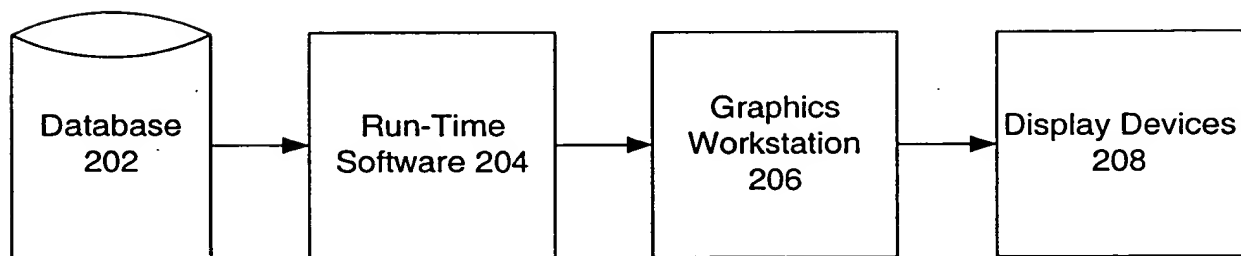 Database
202
Run-Time
Software 204
Graphics
Workstation
206
Display Devices
208